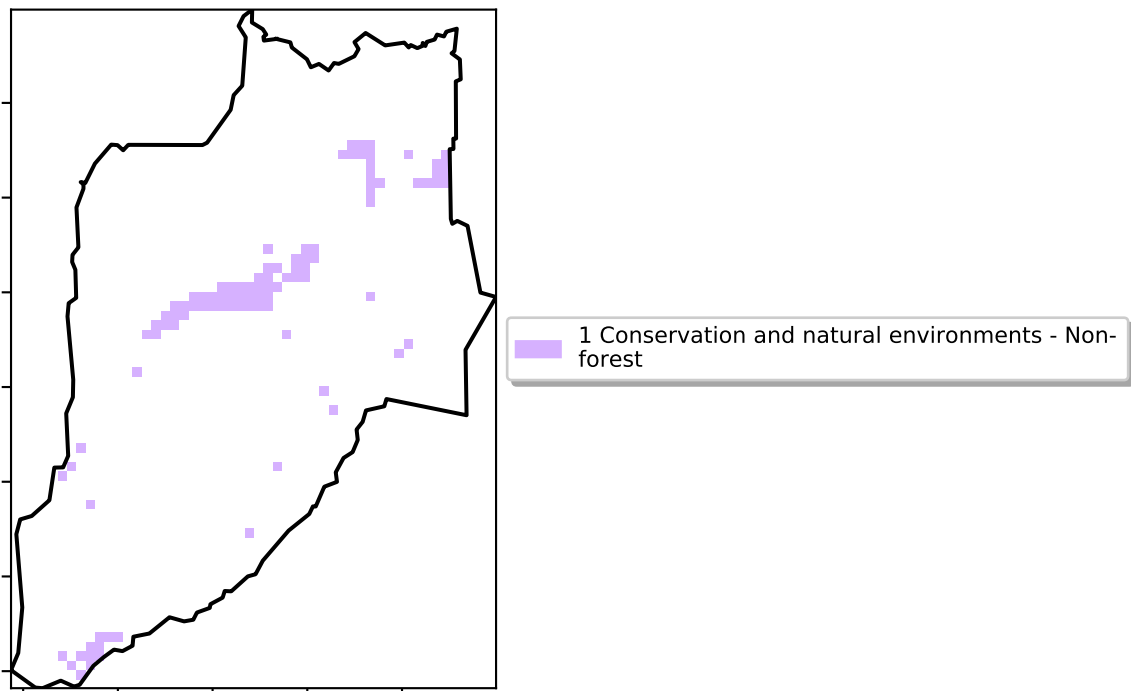 1 Conservation and natural environments - Non-
forest